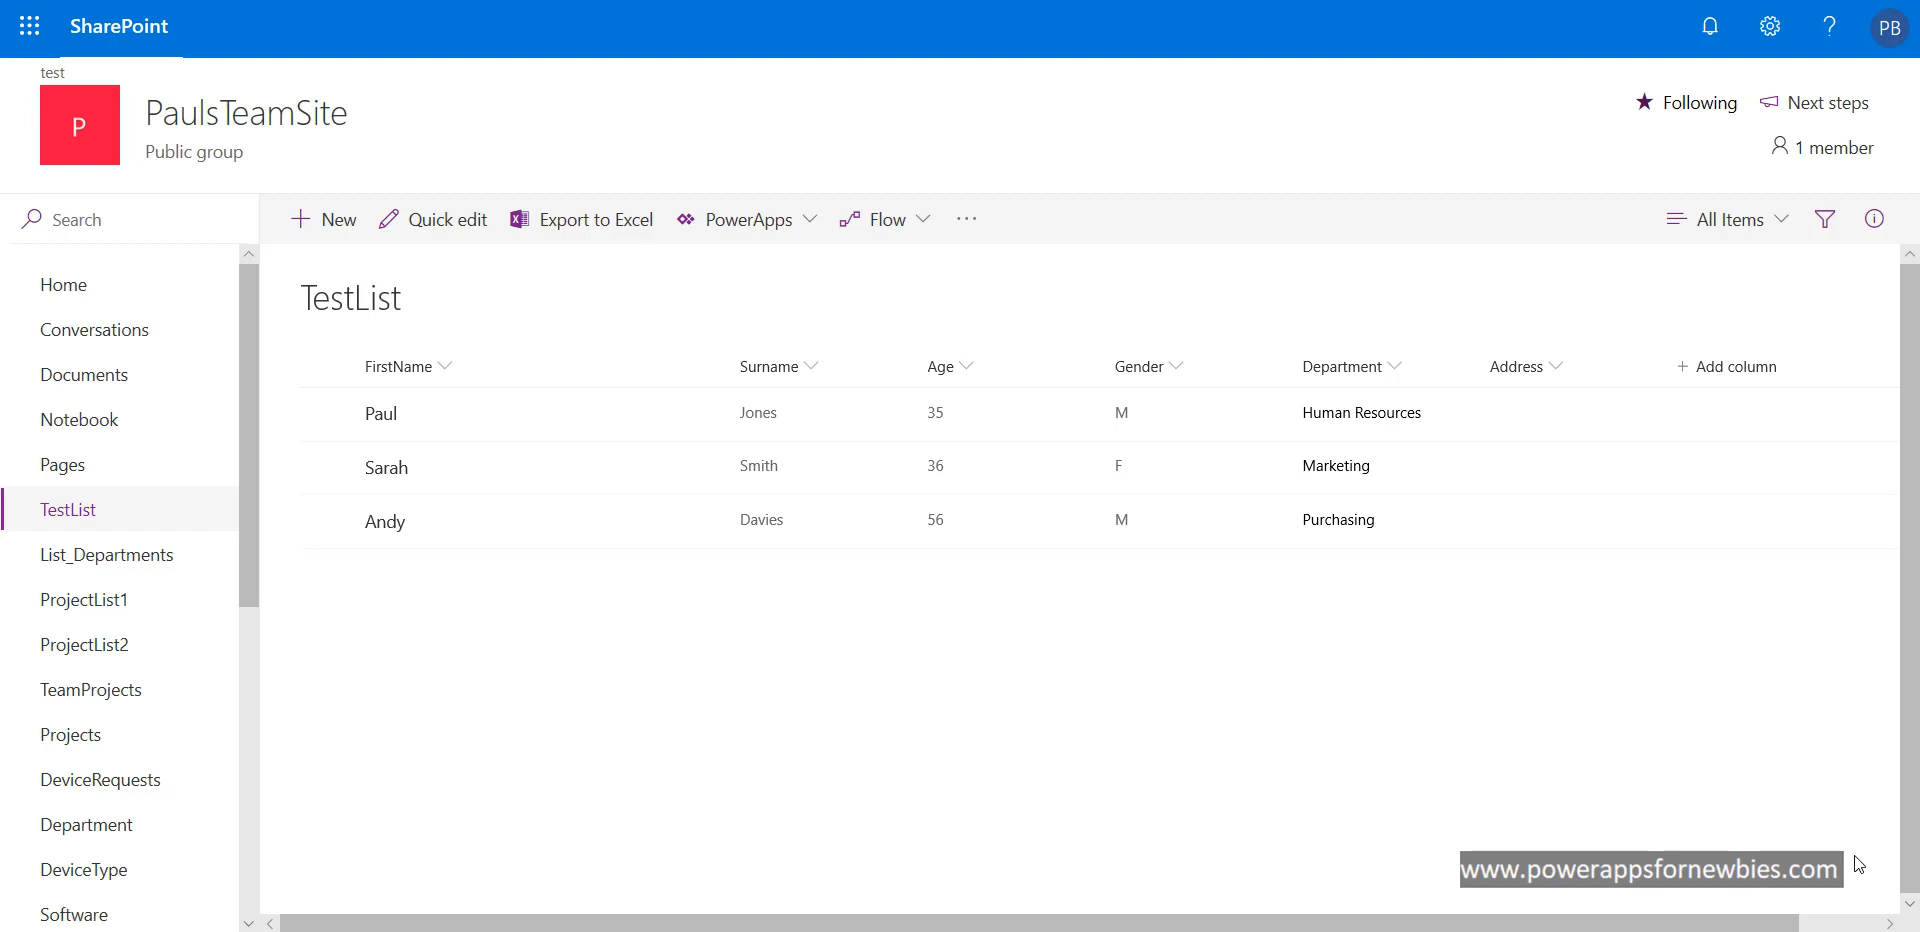 SharePoint
PB
test
P
PaulsTeamSite
Public group
Following
Next steps
1 member
Search
New
Quick edit
Export to Excel
PowerApps
Flow
All Items
Home
Conversations
Documents
Notebook
Pages
TestList
List_Departments
ProjectList1
ProjectList2
TeamProjects
Projects
DeviceRequests
Department
DeviceType
Software
TestList
FirstName Surname Age Gender Department Address + Add column
Paul Jones 35 M Human Resources
Sarah Smith 36 F Marketing
Andy Davies 56 M Purchasing
www.powerappsfornewbies.com